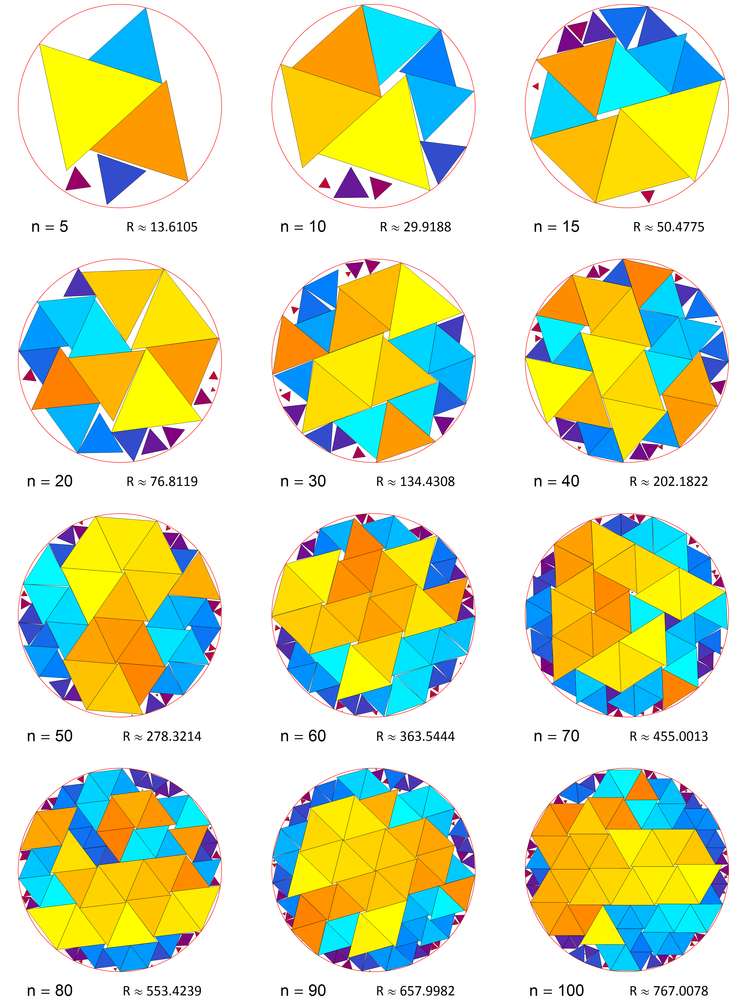 n = 5 R ≈ 13.6105 n = 10 R ≈ 29.9188 n = 15 R ≈ 50.4775
n = 20 R ≈ 76.8119 n = 30 R ≈ 134.4308 n = 40 R ≈ 202.1822
n = 50 R ≈ 278.3214 n = 60 R ≈ 363.5444 n = 70 R ≈ 455.0013
n = 80 R ≈ 553.4239 n = 90 R ≈ 657.9982 n = 100 R ≈ 767.0078